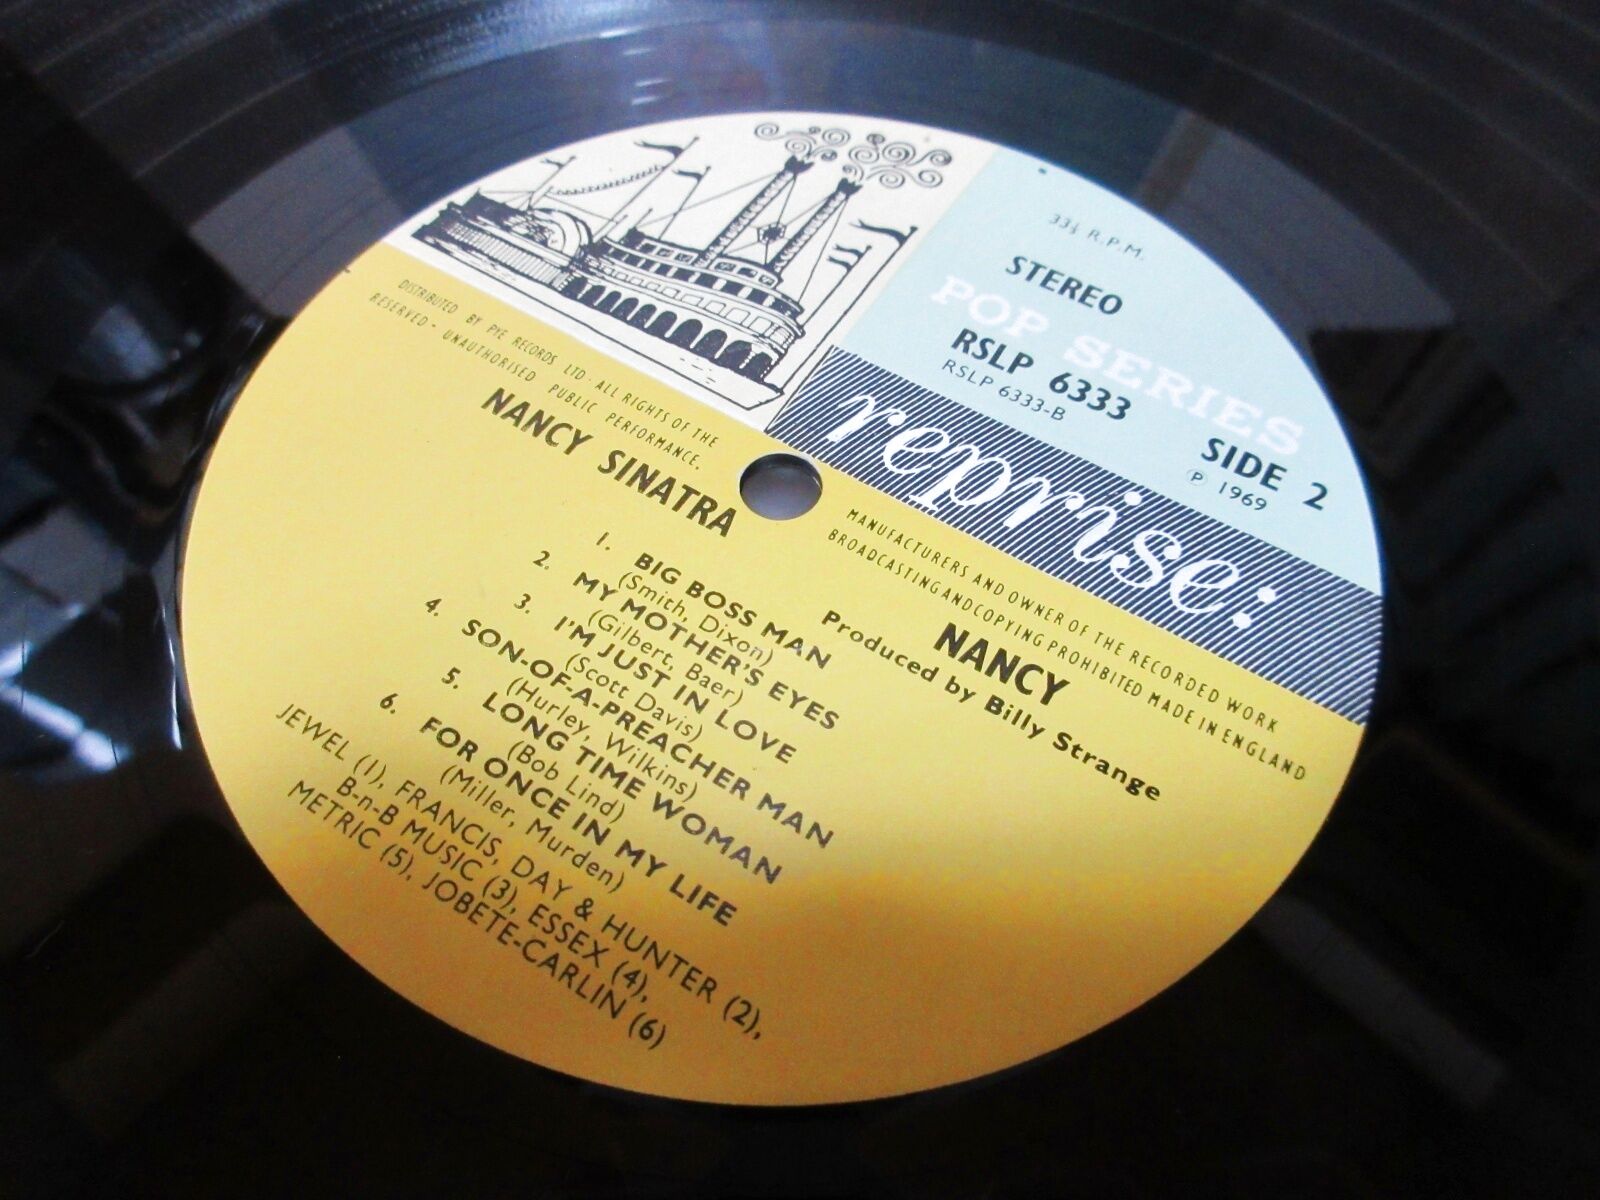 33⅓ R.P.M.
STEREO
POP SERIES
RSLP 6333
RSLP 6333-B
SIDE 2
Ⓟ 1969
reprise:
DISTRIBUTED BY PYE RECORDS LTD · ALL RIGHTS OF THE
MANUFACTURERS AND OWNER OF THE RECORDED WORK
RESERVED - UNAUTHORISED PUBLIC PERFORMANCE,
BROADCASTING AND COPYING PROHIBITED MADE IN ENGLAND
NANCY SINATRA
NANCY
Produced by Billy Strange
1. BIG BOSS MAN
(Smith, Dixon)
2. MY MOTHER'S EYES
(Gilbert, Baer)
3. I'M JUST IN LOVE
(Scott Davis)
4. SON-OF-A-PREACHER MAN
(Hurley, Wilkins)
5. LONG TIME WOMAN
(Bob Lind)
6. FOR ONCE IN MY LIFE
(Miller, Murden)
JEWEL (1), FRANCIS, DAY & HUNTER (2),
B-n-B MUSIC (3), ESSEX (4),
METRIC (5), JOBETE-CARLIN (6)